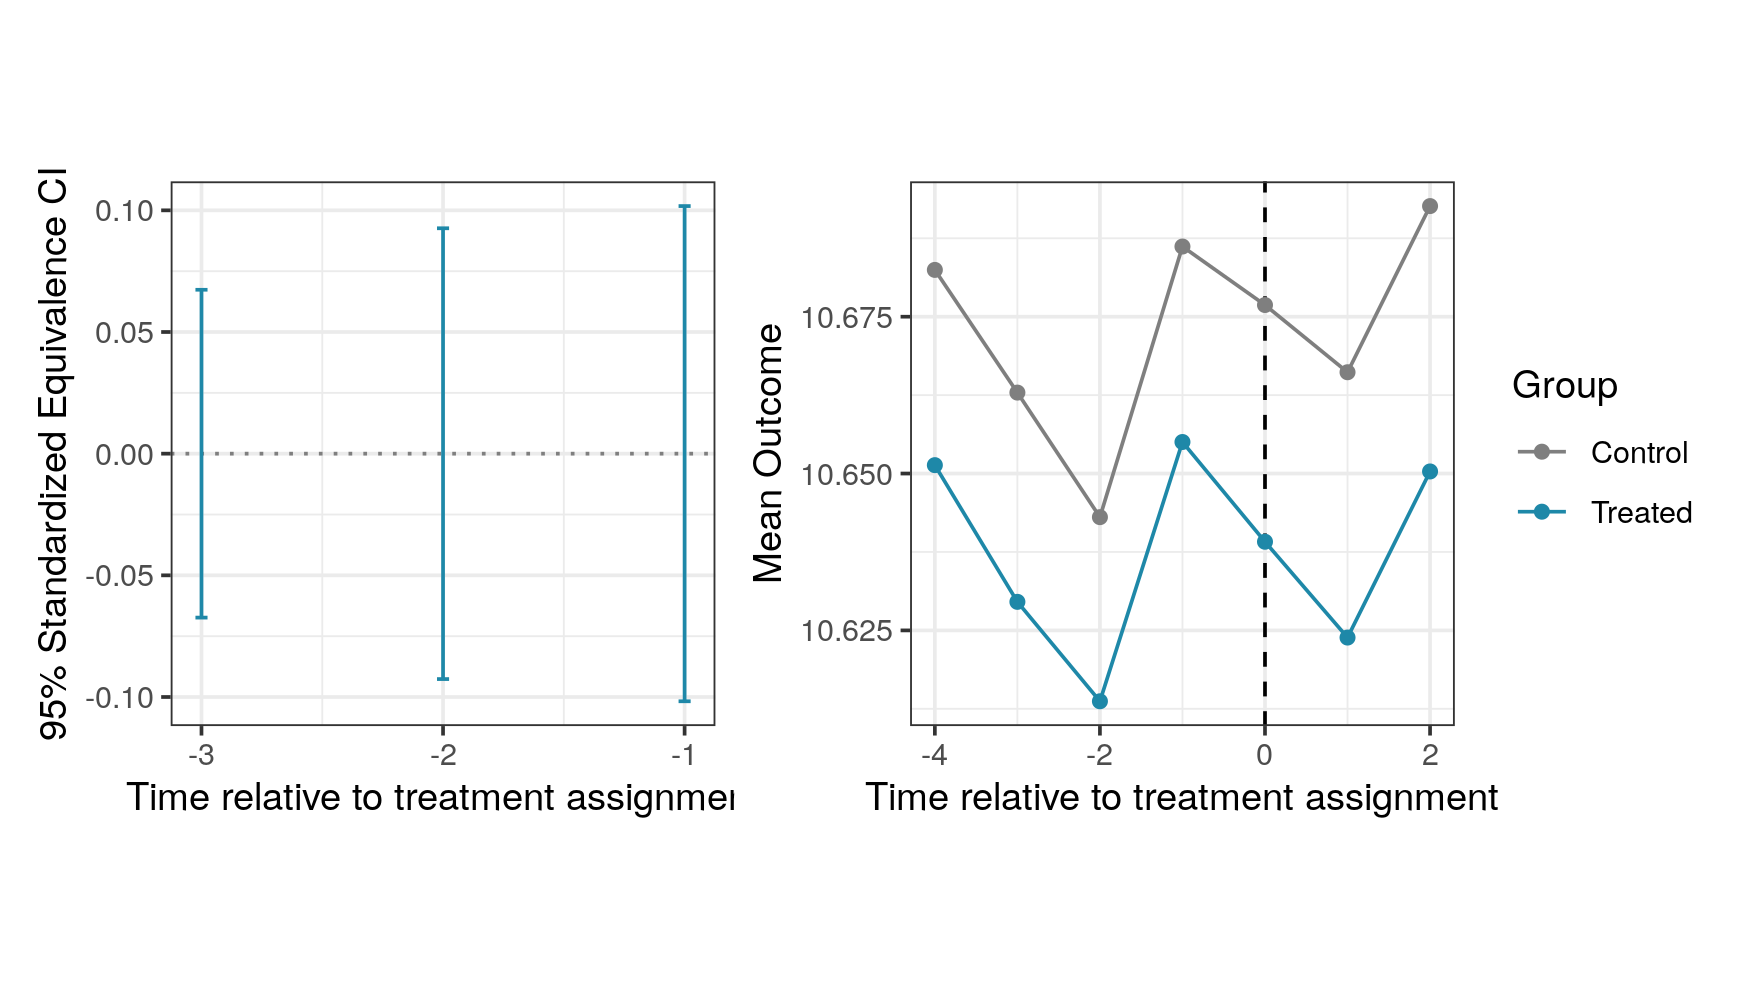 95% Standardized Equivalence CI
0.10
0.05
0.00
-0.05
-0.10
-3 -2 -1
Time relative to treatment assignme
Mean Outcome
10.675
10.650
10.625
-4 -2 0 2
Time relative to treatment assignment
Group
Control
Treated